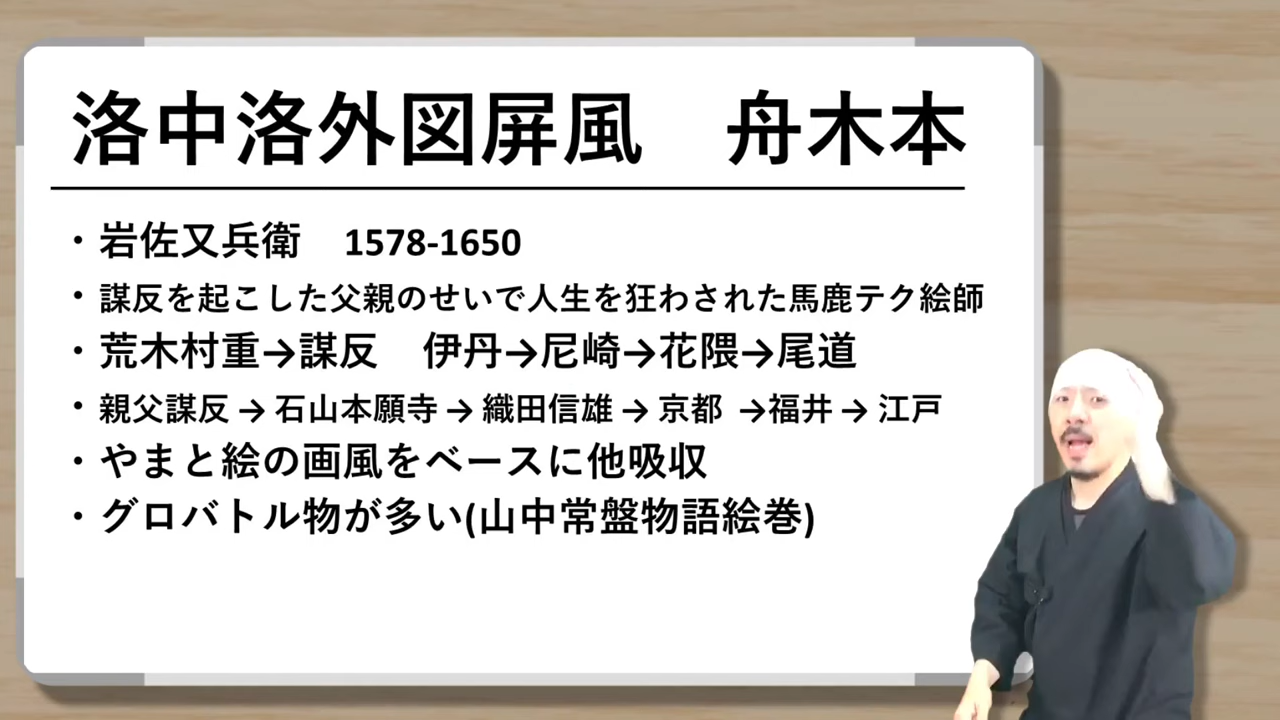 洛中洛外図屏風　舟木本
・岩佐又兵衛　1578-1650
・謀反を起こした父親のせいで人生を狂わされた馬鹿テク絵師
・荒木村重→謀反　伊丹→尼崎→花隈→尾道
・親父謀反 → 石山本願寺 → 織田信雄 → 京都 →福井 → 江戸
・やまと絵の画風をベースに他吸収
・グロバトル物が多い(山中常盤物語絵巻)